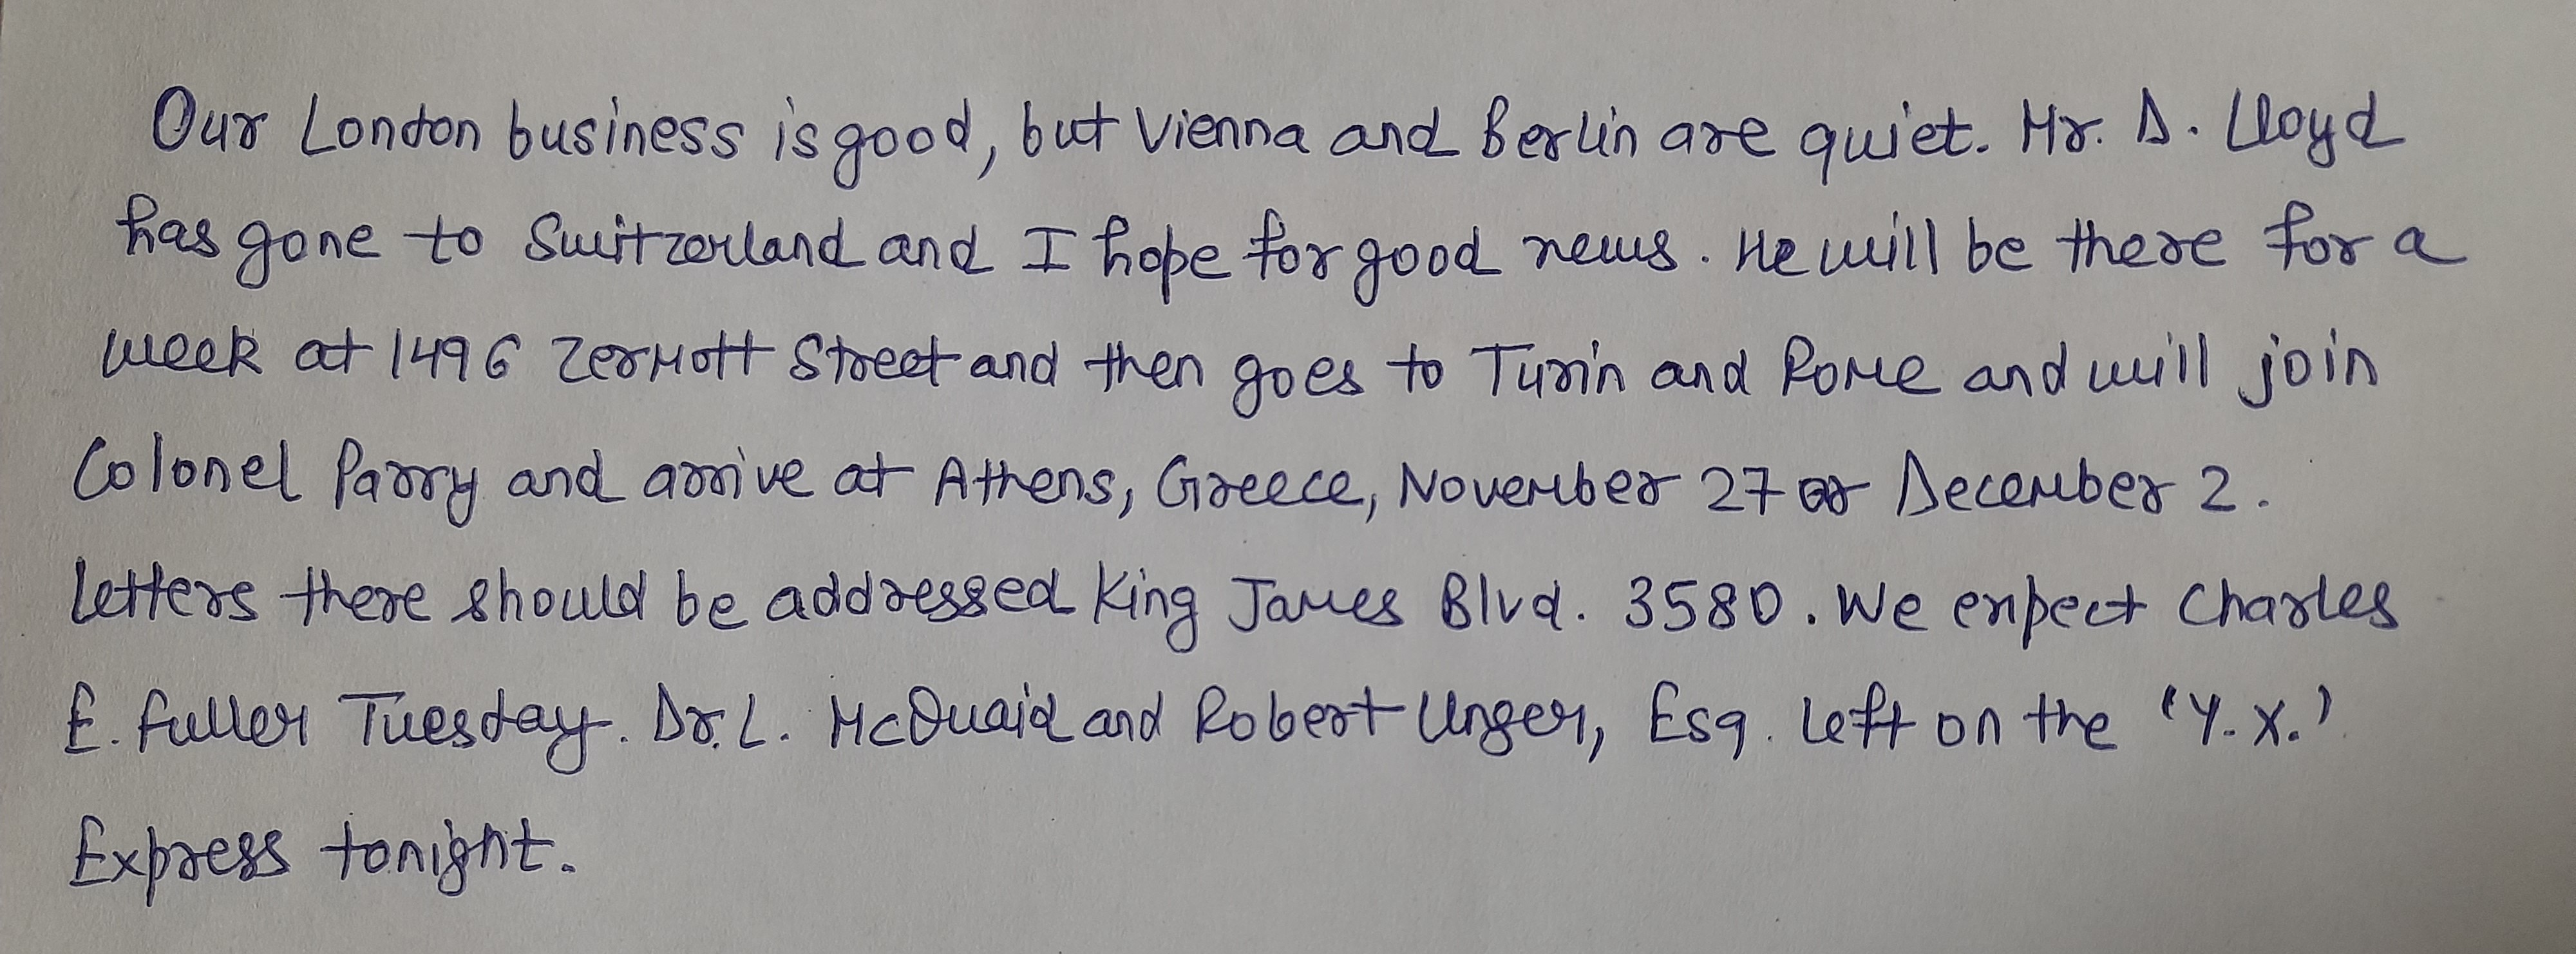 Our London business is good, but Vienna and Berlin are quiet. Mr. D. Lloyd
has gone to Switzerland and I hope for good news. He will be there for a
week at 1496 Zermott Street and then goes to Turin and Rome and will join
Colonel Parry and arrive at Athens, Greece, November 27 or December 2.
Letters there should be addressed King James Blvd. 3580. We expect Charles
E. Fuller Tuesday. Dr. L. McQuaid and Robert Unger, Esq. left on the 'Y.X.'
Express tonight.